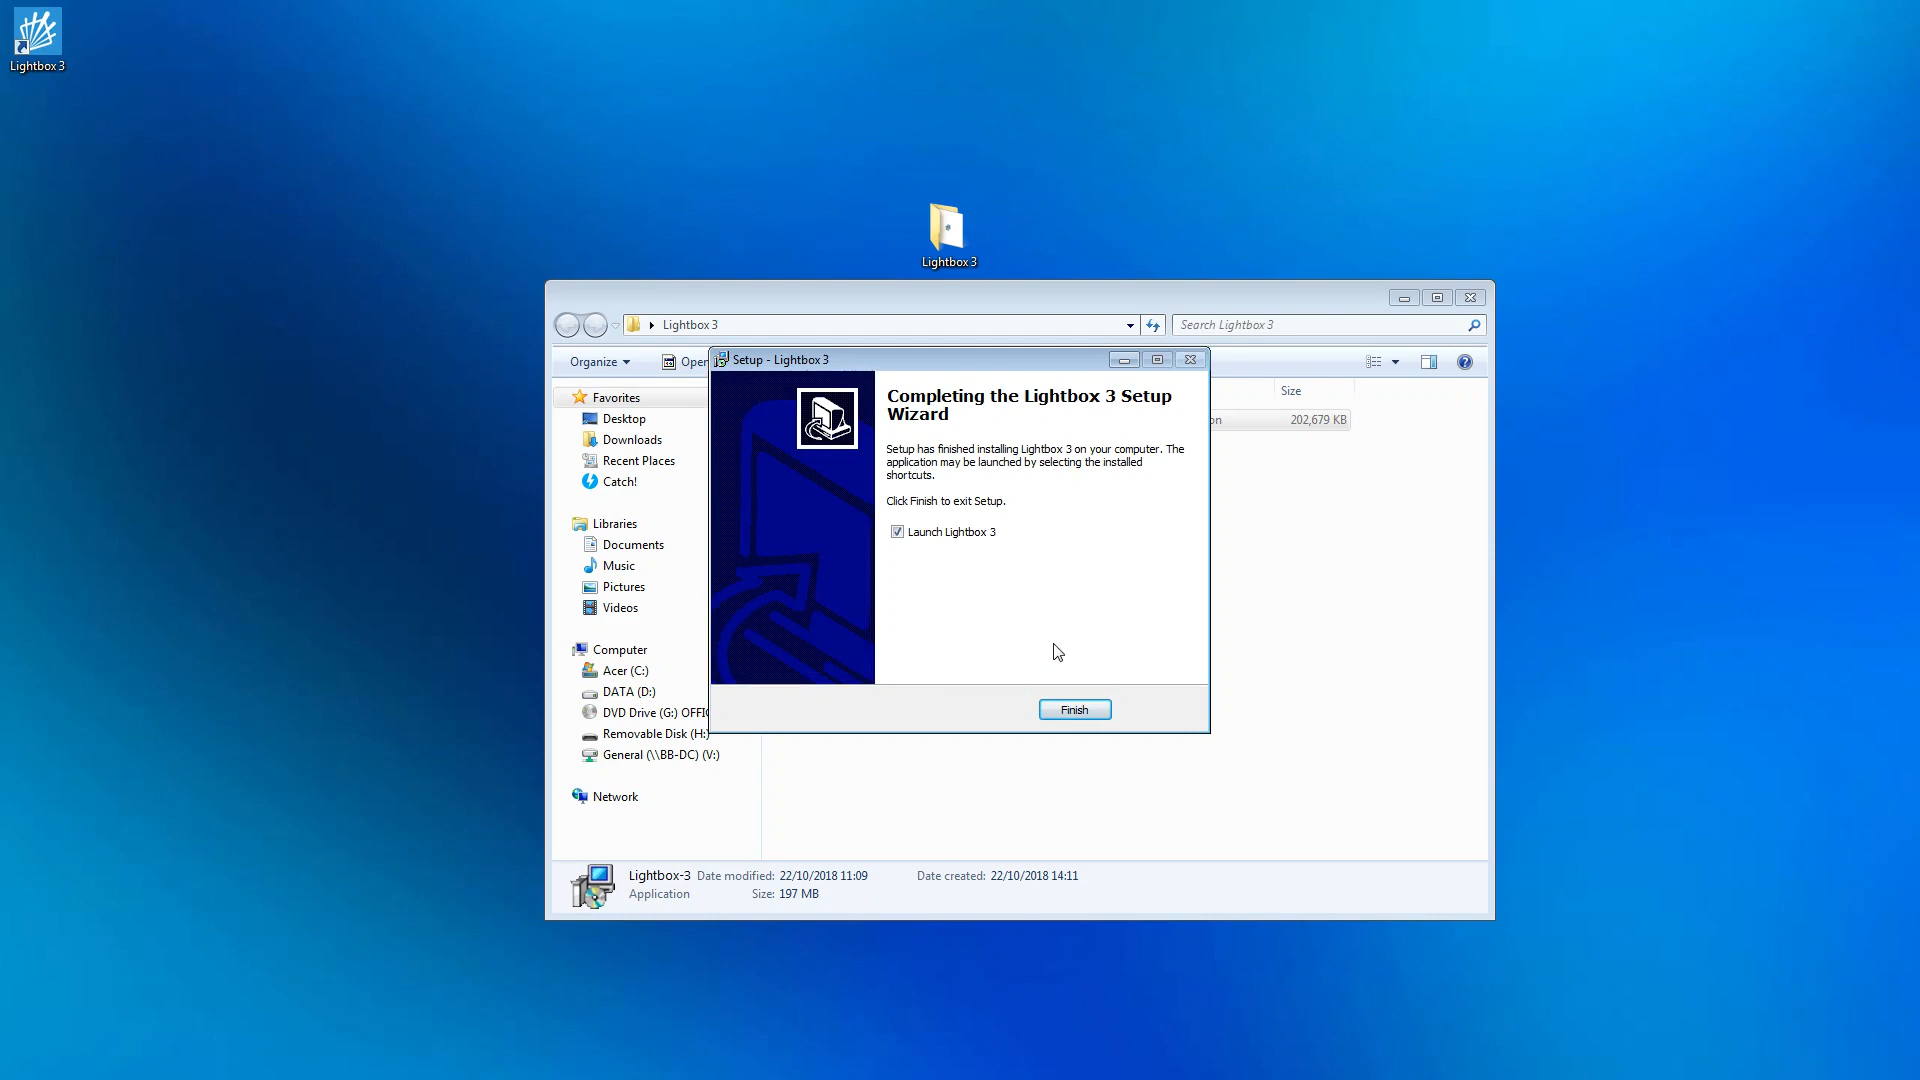 Lightbox 3
Lightbox 3
Lightbox 3
Search Lightbox 3
Organize
Open
Setup - Lightbox 3
Size
202,679 KB
Favorites
Desktop
Downloads
Recent Places
Catch!
Libraries
Documents
Music
Pictures
Videos
Computer
Acer (C:)
DATA (D:)
DVD Drive (G:) OFFIC
Removable Disk (H:)
General (\\BB-DC) (V:)
Network
Completing the Lightbox 3 Setup
Wizard
Setup has finished installing Lightbox 3 on your computer. The
application may be launched by selecting the installed
shortcuts.
Click Finish to exit Setup.
Launch Lightbox 3
Finish
Lightbox-3 Date modified: 22/10/2018 11:09 Date created: 22/10/2018 14:11
Application Size: 197 MB